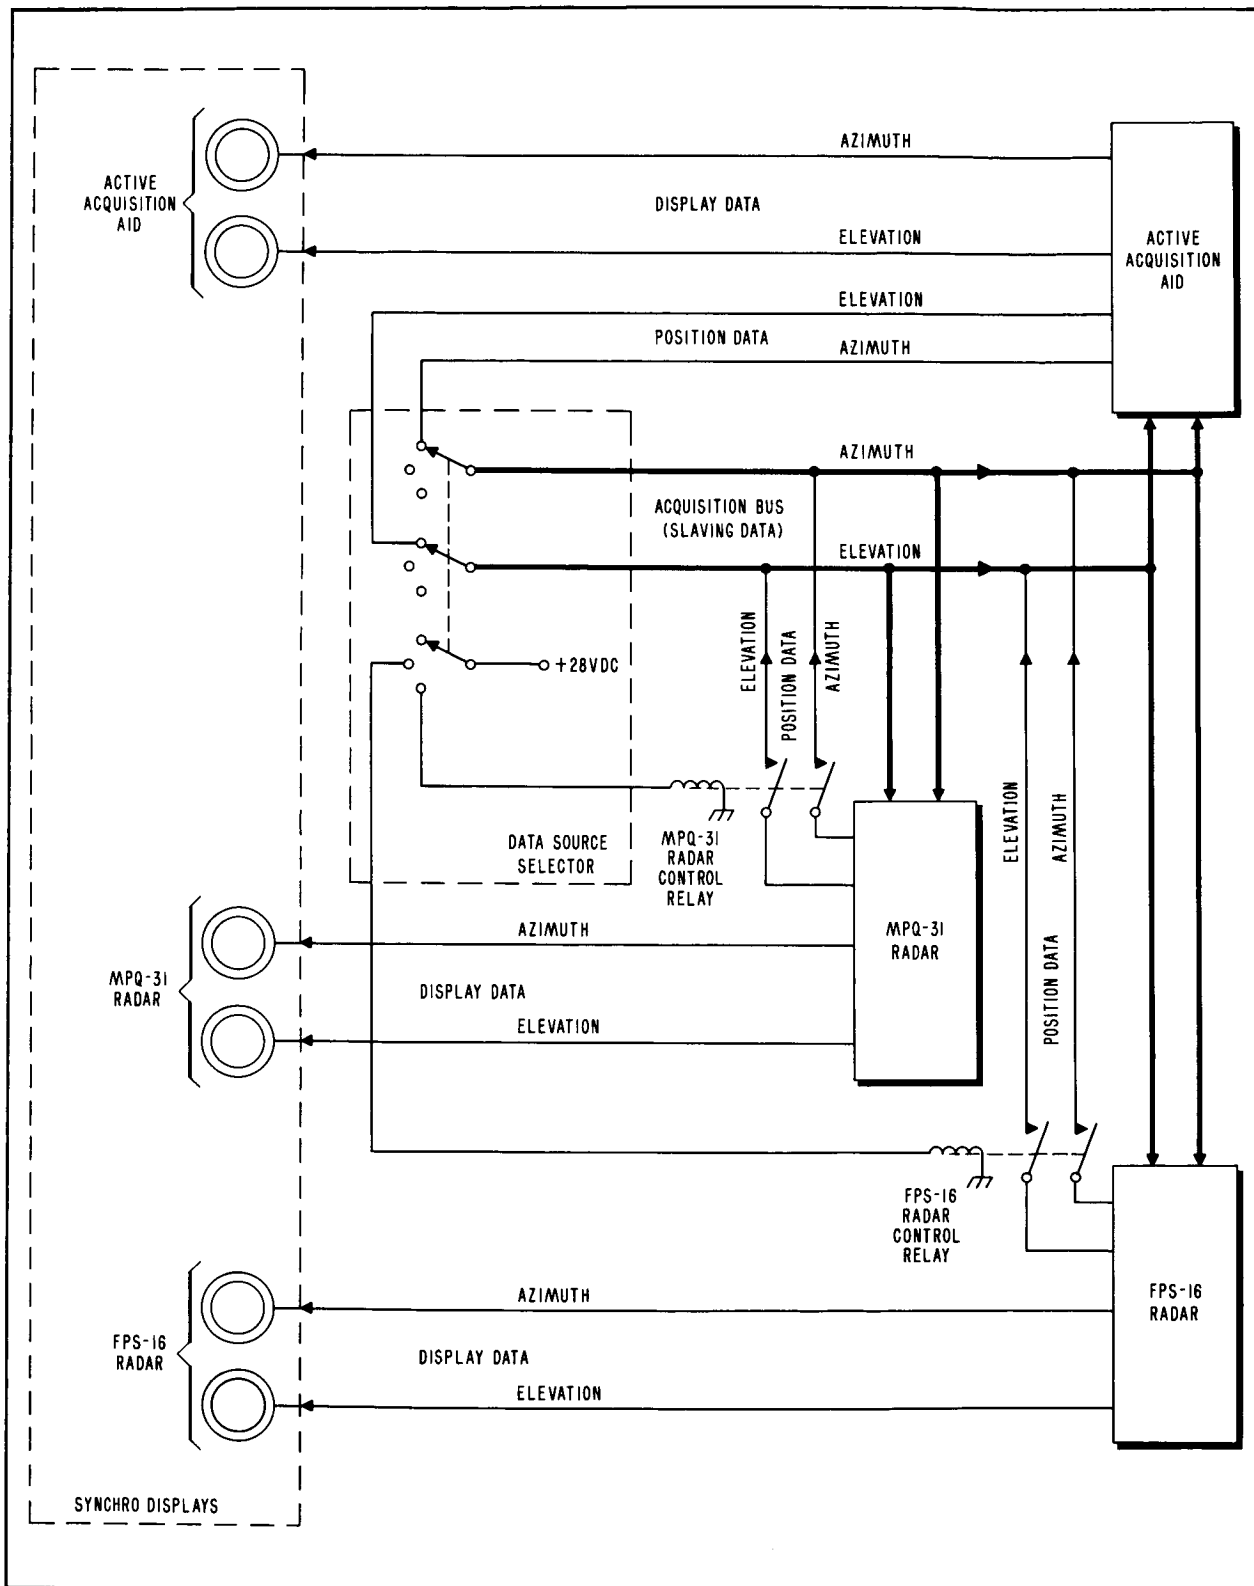 AZIMUTH
ACTIVE
ACQUISITION
AID
DISPLAY DATA
ELEVATION
ACTIVE
ACQUISITION
AID
ELEVATION
POSITION DATA
AZIMUTH
AZIMUTH
ACQUISITION BUS
(SLAVING DATA)
ELEVATION
ELEVATION
POSITION DATA
AZIMUTH
+28VDC
DATA SOURCE
SELECTOR
MPQ-31
RADAR
CONTROL
RELAY
ELEVATION
AZIMUTH
POSITION DATA
AZIMUTH
MPQ-31
RADAR
DISPLAY DATA
ELEVATION
MPQ-31
RADAR
FPS-16
RADAR
CONTROL
RELAY
AZIMUTH
FPS-16
RADAR
DISPLAY DATA
ELEVATION
FPS-16
RADAR
SYNCHRO DISPLAYS